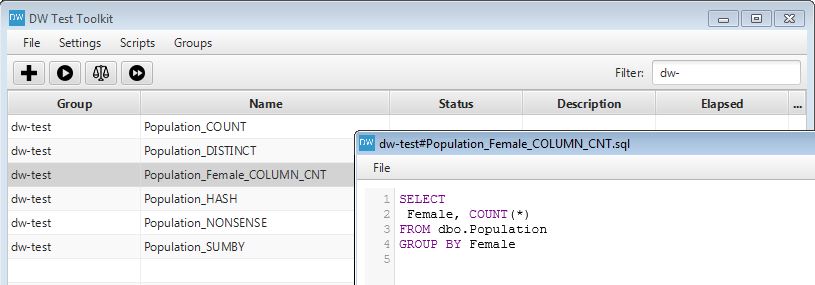 DW DW Test Toolkit
File Settings Scripts Groups
Filter: dw-
Group Name Status Description Elapsed ...
dw-test Population_COUNT
dw-test Population_DISTINCT
dw-test Population_Female_COLUMN_CNT
dw-test Population_HASH
dw-test Population_NONSENSE
dw-test Population_SUMBY
DW dw-test#Population_Female_COLUMN_CNT.sql
File
1 SELECT
2 Female, COUNT(*)
3 FROM dbo.Population
4 GROUP BY Female
5